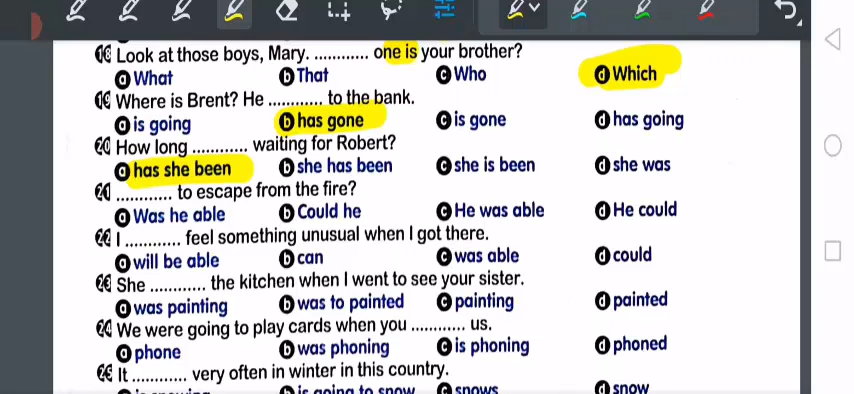 18 Look at those boys, Mary. ............ one is your brother?
a What b That c Who d Which
19 Where is Brent? He ............ to the bank.
a is going b has gone c is gone d has going
20 How long ............ waiting for Robert?
a has she been b she has been c she is been d she was
21 ............ to escape from the fire?
a Was he able b Could he c He was able d He could
22 I ............ feel something unusual when I got there.
a will be able b can c was able d could
23 She ............ the kitchen when I went to see your sister.
a was painting b was to painted c painting d painted
24 We were going to play cards when you ............ us.
a phone b was phoning c is phoning d phoned
25 It ............ very often in winter in this country.
b is going to snow c snows d snow